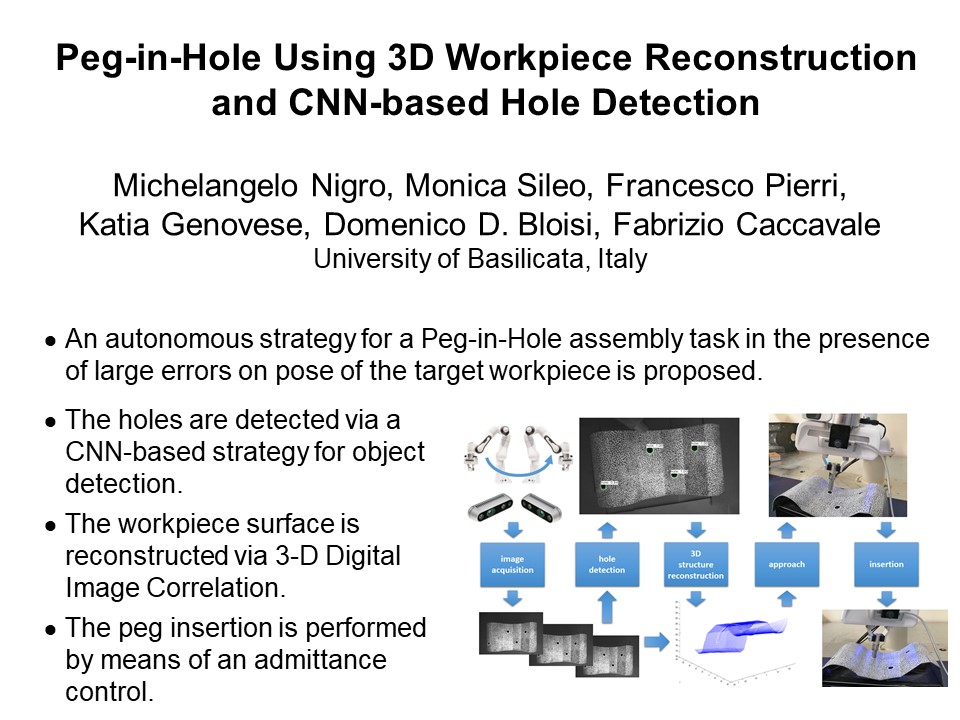 Peg-in-Hole Using 3D Workpiece Reconstruction
and CNN-based Hole Detection
Michelangelo Nigro, Monica Sileo, Francesco Pierri,
Katia Genovese, Domenico D. Bloisi, Fabrizio Caccavale
University of Basilicata, Italy
• An autonomous strategy for a Peg-in-Hole assembly task in the presence
of large errors on pose of the target workpiece is proposed.
• The holes are detected via a
CNN-based strategy for object
detection.
• The workpiece surface is
reconstructed via 3-D Digital
Image Correlation.
• The peg insertion is performed
by means of an admittance
control.
image
acquisition
hole
detection
3D
structure
reconstruction
approach
insertion